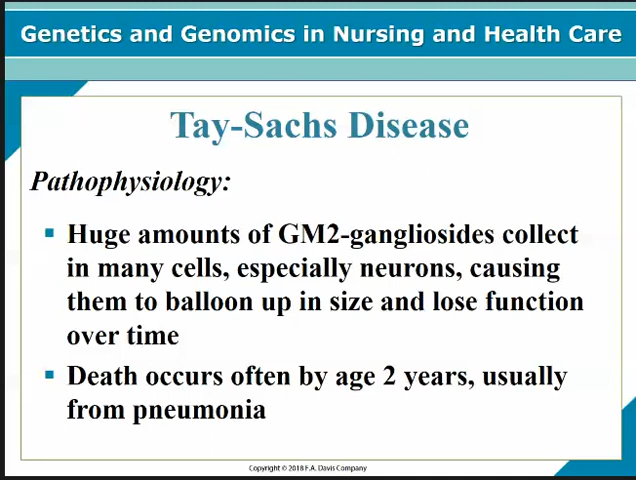 Genetics and Genomics in Nursing and Health Care
Tay-Sachs Disease
Pathophysiology:
▪ Huge amounts of GM2-gangliosides collect
in many cells, especially neurons, causing
them to balloon up in size and lose function
over time
▪ Death occurs often by age 2 years, usually
from pneumonia
Copyright © 2018 F.A. Davis Company